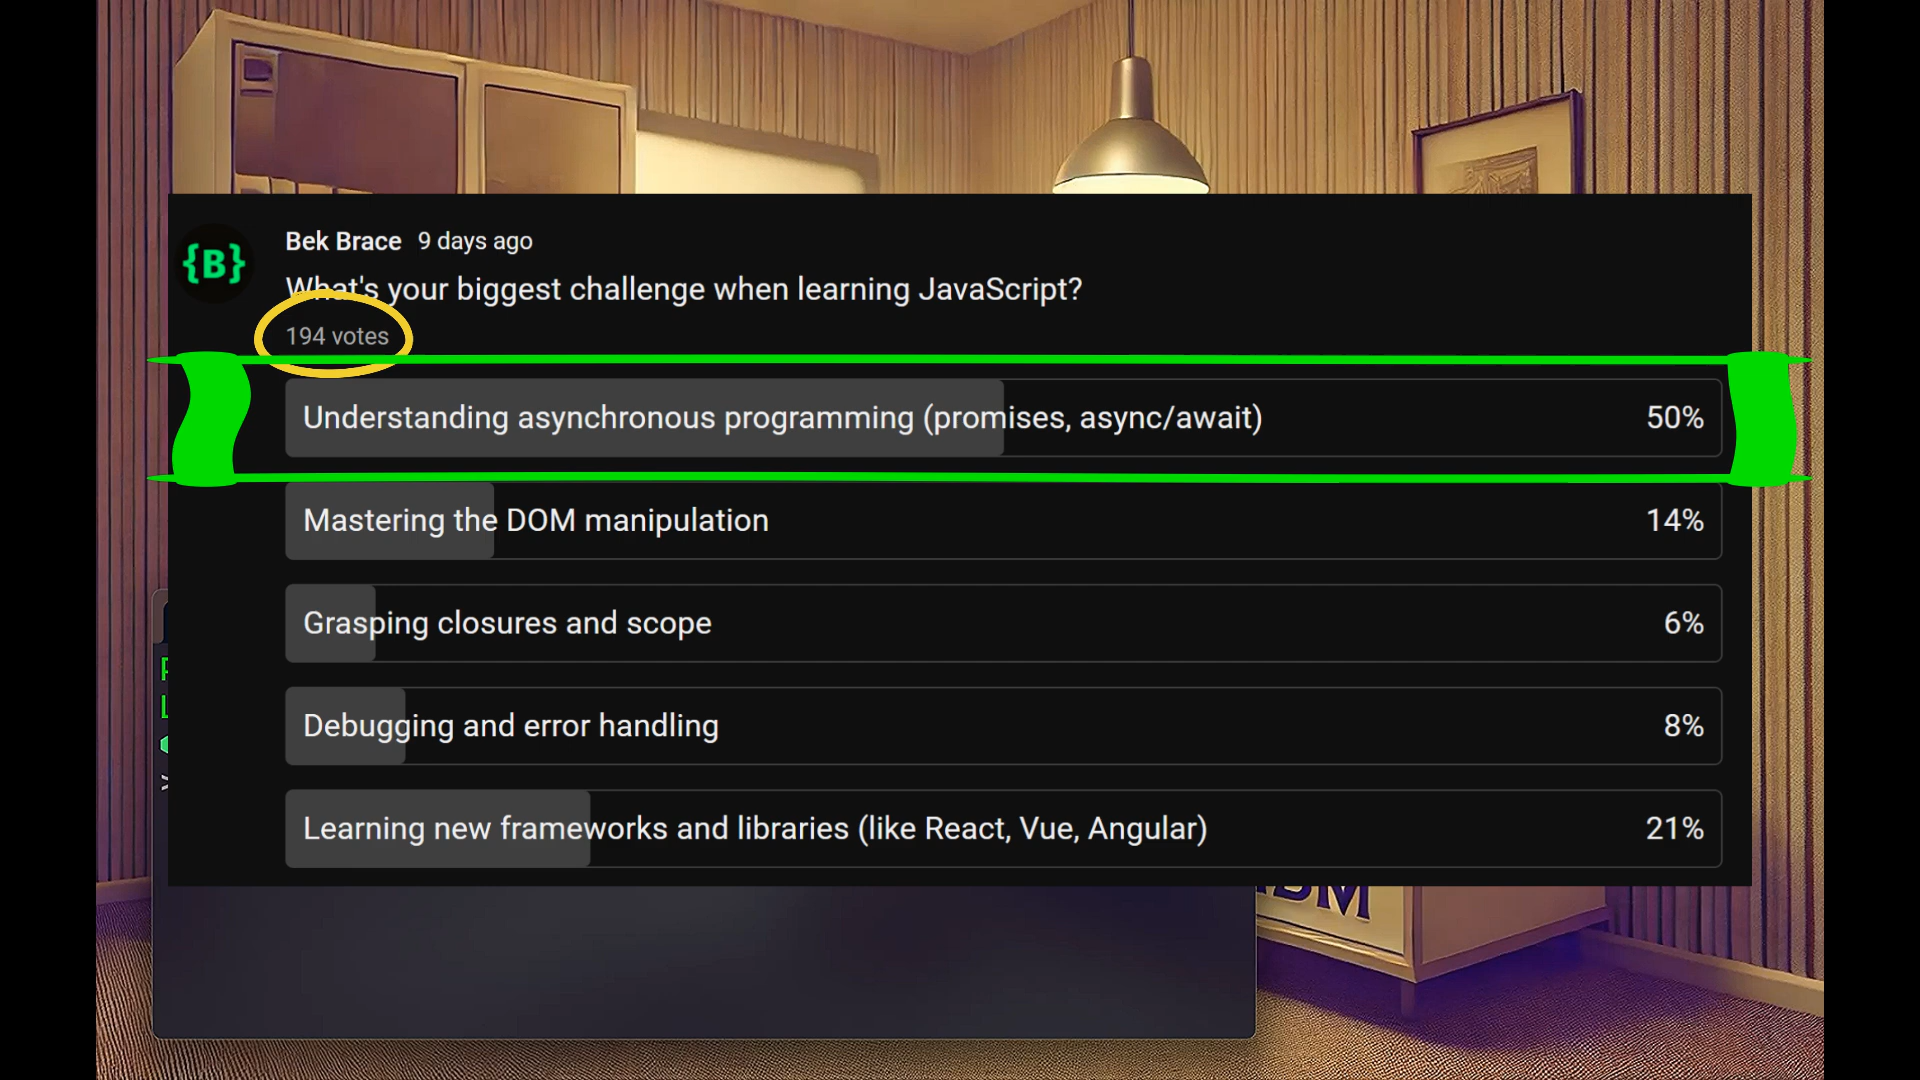 {B}
Bek Brace 9 days ago
What's your biggest challenge when learning JavaScript?
194 votes
Understanding asynchronous programming (promises, async/await) 50%
Mastering the DOM manipulation 14%
Grasping closures and scope 6%
Debugging and error handling 8%
Learning new frameworks and libraries (like React, Vue, Angular) 21%
>